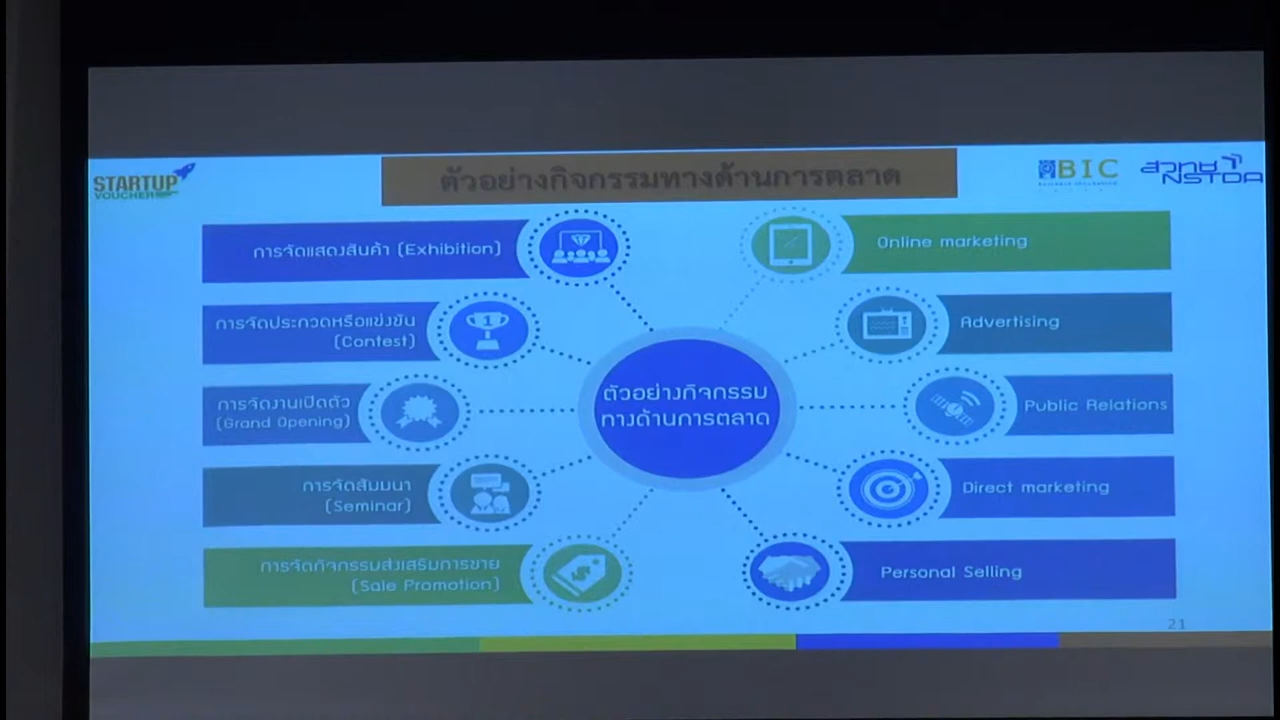 STARTUP
VOUCHER
ตัวอย่างกิจกรรมทางด้านการตลาด
BIC
สวทช
NSTDA
การจัดแสดงสินค้า (Exhibition)
การจัดประกวดหรือแข่งขัน
(Contest)
การจัดงานเปิดตัว
(Grand Opening)
การจัดสัมมนา
(Seminar)
การจัดกิจกรรมส่งเสริมการขาย
(Sale Promotion)
ตัวอย่างกิจกรรม
ทางด้านการตลาด
Online marketing
Advertising
Public Relations
Direct marketing
Personal Selling
21